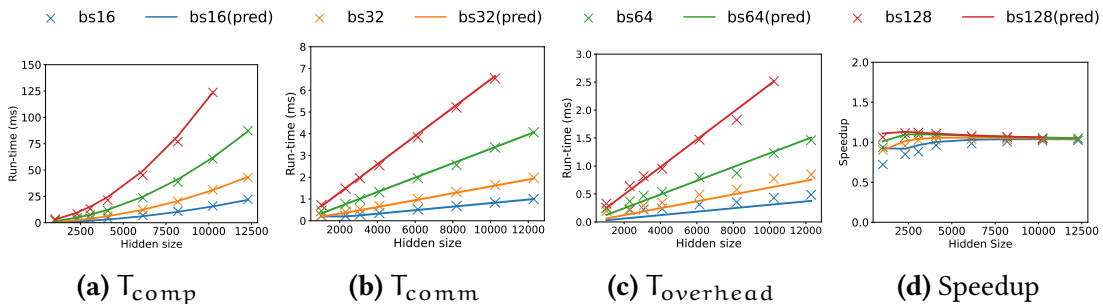 bs16 bs16(pred) bs32 bs32(pred) bs64 bs64(pred) bs128 bs128(pred)
Run-time (ms)
150
125
100
75
50
25
0
2500 5000 7500 10000 12500
Hidden size
(a) Tcomp
Run-time (ms)
8
7
6
5
4
3
2
1
0
2000 4000 6000 8000 10000 12000
Hidden size
(b) Tcomm
Run-time (ms)
3.0
2.5
2.0
1.5
1.0
0.5
0.0
2000 4000 6000 8000 10000 12000
Hidden size
(c) Toverhead
Speedup
2.0
1.5
1.0
0.5
0.0
2500 5000 7500 10000 12500
Hidden Size
(d) Speedup